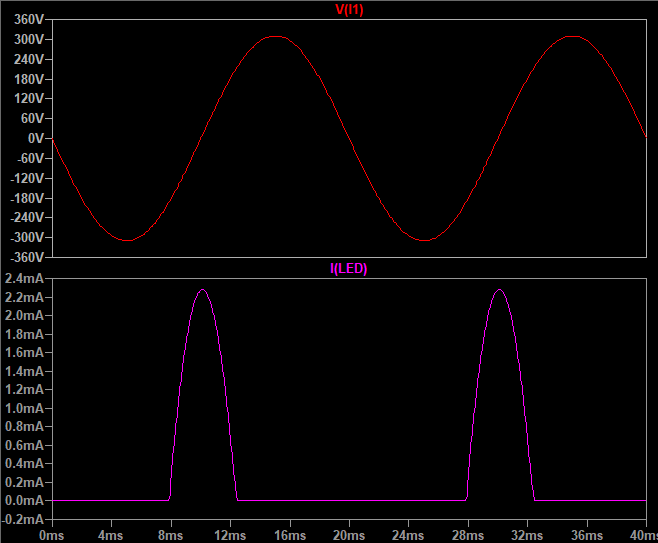 V(l1)
360V
300V
240V
180V
120V
60V
0V
-60V
-120V
-180V
-240V
-300V
-360V
I(LED)
2.4mA
2.2mA
2.0mA
1.8mA
1.6mA
1.4mA
1.2mA
1.0mA
0.8mA
0.6mA
0.4mA
0.2mA
0.0mA
-0.2mA
0ms 4ms 8ms 12ms 16ms 20ms 24ms 28ms 32ms 36ms 40ms